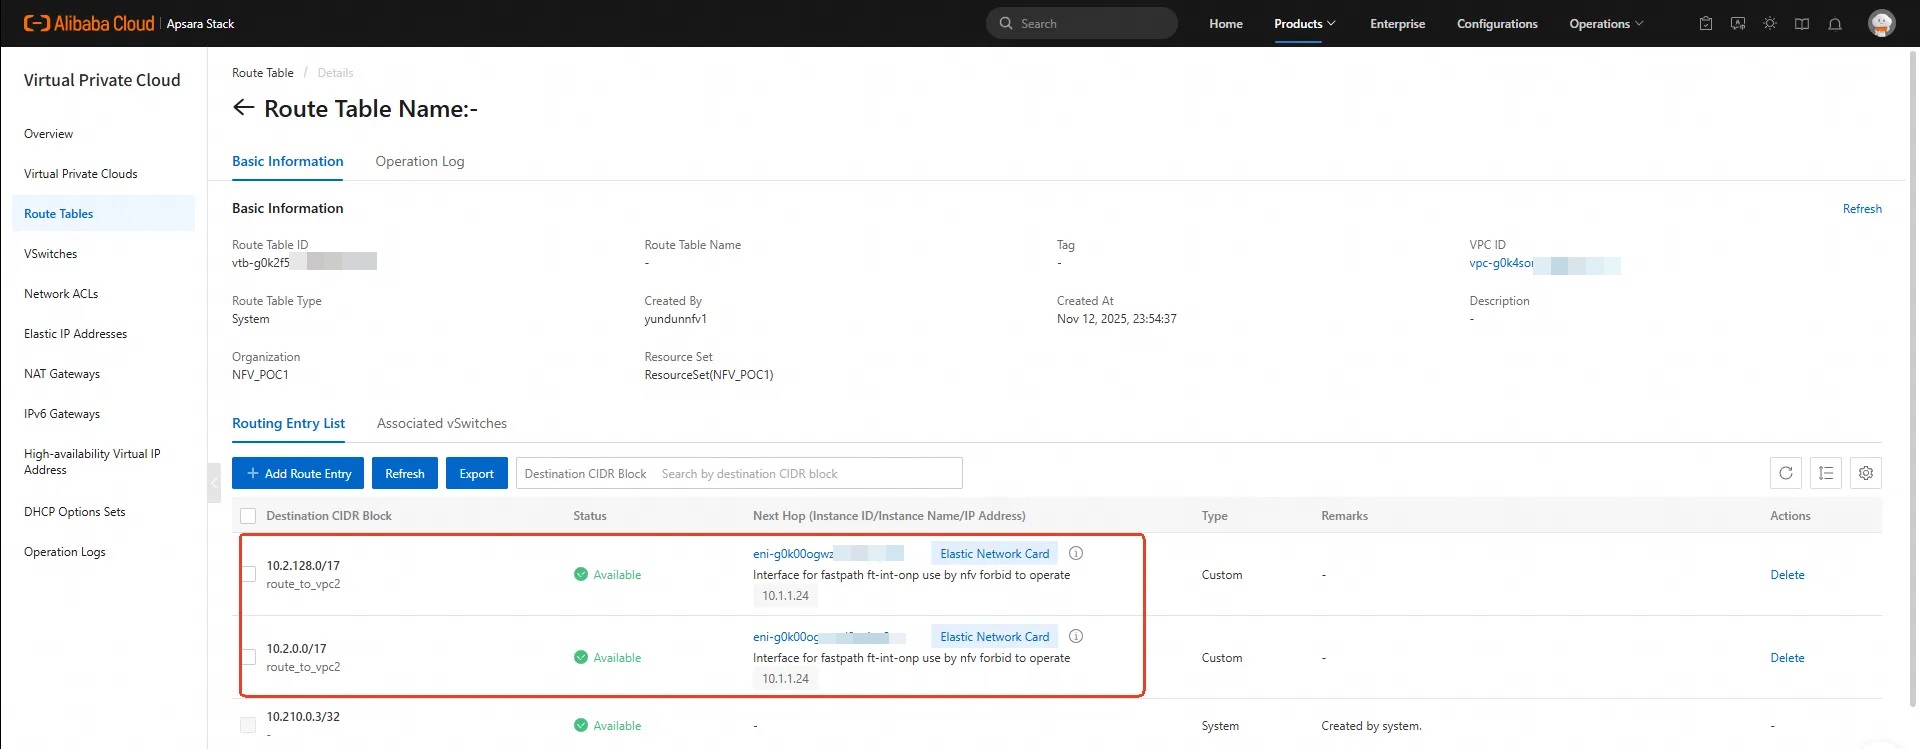 Alibaba Cloud | Apsara Stack
Search
Home
Products
Enterprise
Configurations
Operations
Virtual Private Cloud
Overview
Virtual Private Clouds
Route Tables
VSwitches
Network ACLs
Elastic IP Addresses
NAT Gateways
IPv6 Gateways
High-availability Virtual IP
Address
DHCP Options Sets
Operation Logs
Route Table / Details
Route Table Name:-
Basic Information
Operation Log
Basic Information
Refresh
Route Table ID
vtb-g0k2f5
Route Table Name
-
Tag
-
VPC ID
vpc-g0k4sor
Route Table Type
System
Created By
yundunnfv1
Created At
Nov 12, 2025, 23:54:37
Description
-
Organization
NFV_POC1
Resource Set
ResourceSet(NFV_POC1)
Routing Entry List
Associated vSwitches
+ Add Route Entry
Refresh
Export
Destination CIDR Block
Search by destination CIDR block
Destination CIDR Block
Status
Next Hop (Instance ID/Instance Name/IP Address)
Type
Remarks
Actions
10.2.128.0/17
route_to_vpc2
Available
eni-g0k00ogwz
Elastic Network Card
Interface for fastpath ft-int-onp use by nfv forbid to operate
10.1.1.24
Custom
-
Delete
10.2.0.0/17
route_to_vpc2
Available
eni-g0k00og
Elastic Network Card
Interface for fastpath ft-int-onp use by nfv forbid to operate
10.1.1.24
Custom
-
Delete
10.210.0.3/32
-
Available
-
System
Created by system.
-